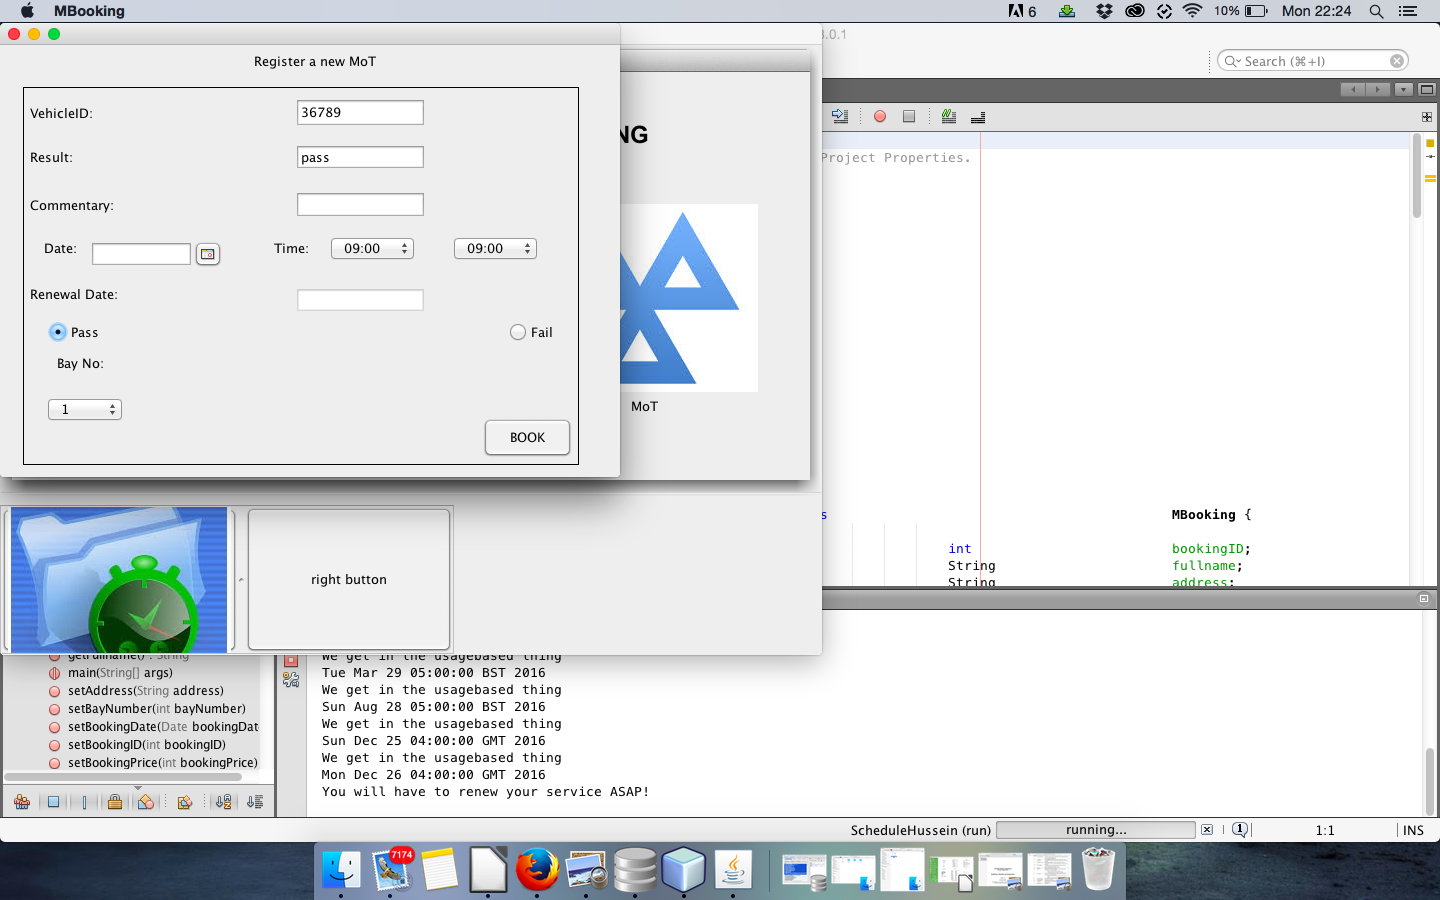 MBooking
6
10%
Mon 22:24
Register a new MoT
VehicleID:
36789
Result:
pass
Commentary:
Date:
Time:
09:00
09:00
Renewal Date:
Pass
Fail
Bay No:
1
BOOK
NG
MoT
right button
.0.1
Search (⌘+I)
Project Properties.
s
MBooking {
int
bookingID;
String
fullname;
String
address;
getFullname() : String
main(String[] args)
setAddress(String address)
setBayNumber(int bayNumber)
setBookingDate(Date bookingDat
setBookingID(int bookingID)
setBookingPrice(int bookingPrice)
We get in the usagebased thing
Tue Mar 29 05:00:00 BST 2016
We get in the usagebased thing
Sun Aug 28 05:00:00 BST 2016
We get in the usagebased thing
Sun Dec 25 04:00:00 GMT 2016
We get in the usagebased thing
Mon Dec 26 04:00:00 GMT 2016
You will have to renew your service ASAP!
ScheduleHussein (run)
running...
1
1:1
INS
7174